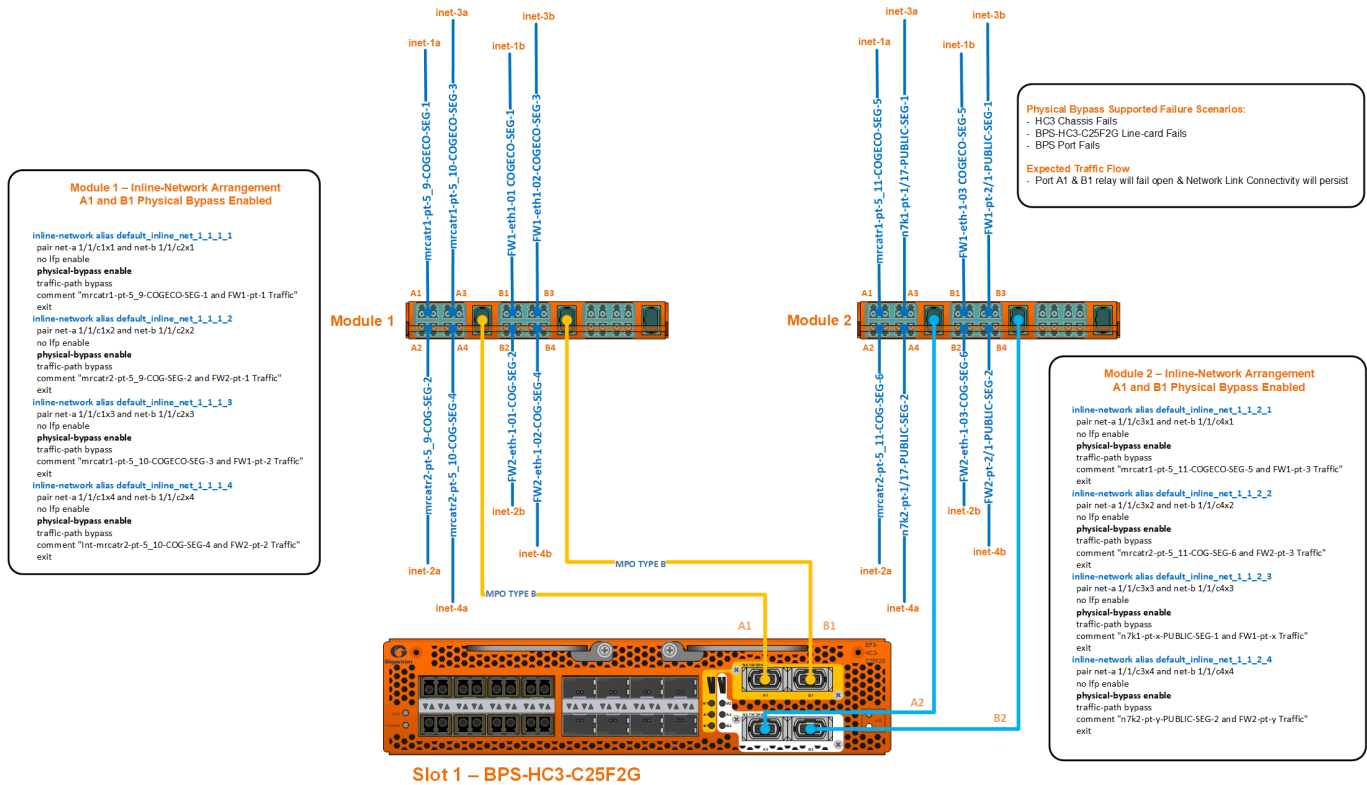 inet-3a
inet-3b
inet-1a
inet-1b
inet-3a
inet-3b
inet-1a
inet-1b
mrcatr1-pt-5_9-COGECO-SEG-1
mrcatr1-pt-5_10-COGECO-SEG-3
FW1-eth1-01 COGECO-SEG-1
FW1-eth1-02-COGECO-SEG-3
mrcatr1-pt-5_11-COGECO-SEG-5
n7k1-pt-1/17-PUBLIC-SEG-1
FW1-eth-1-03 COGECO-SEG-5
FW1-pt-2/1-PUBLIC-SEG-1
Physical Bypass Supported Failure Scenarios:
- HC3 Chassis Fails
- BPS-HC3-C25F2G Line-card Fails
- BPS Port Fails
Expected Traffic Flow
- Port A1 & B1 relay will fail open & Network Link Connectivity will persist
Module 1 – Inline-Network Arrangement
A1 and B1 Physical Bypass Enabled
inline-network alias default_inline_net_1_1_1_1
pair net-a 1/1/c1x1 and net-b 1/1/c2x1
no lfp enable
physical-bypass enable
traffic-path bypass
comment "mrcatr1-pt-5_9-COGECO-SEG-1 and FW1-pt-1 Traffic"
exit
inline-network alias default_inline_net_1_1_1_2
pair net-a 1/1/c1x2 and net-b 1/1/c2x2
no lfp enable
physical-bypass enable
traffic-path bypass
comment "mrcatr2-pt-5_9-COG-SEG-2 and FW2-pt-1 Traffic"
exit
inline-network alias default_inline_net_1_1_1_3
pair net-a 1/1/c1x3 and net-b 1/1/c2x3
no lfp enable
physical-bypass enable
traffic-path bypass
comment "mrcatr1-pt-5_10-COGECO-SEG-3 and FW1-pt-2 Traffic"
exit
inline-network alias default_inline_net_1_1_1_4
pair net-a 1/1/c1x4 and net-b 1/1/c2x4
no lfp enable
physical-bypass enable
traffic-path bypass
comment "Int-mrcatr2-pt-5_10-COG-SEG-4 and FW2-pt-2 Traffic"
exit
A1
A3
B1
B3
Module 1
A2
A4
B2
B4
A1
A3
B1
B3
Module 2
A2
A4
B2
B4
mrcatr2-pt-5_9-COG-SEG-2
mrcatr2-pt-5_10-COG-SEG-4
FW2-eth-1-01-COG-SEG-2
FW2-eth-1-02-COG-SEG-4
mrcatr2-pt-5_11-COG-SEG-6
n7k2-pt-1/17-PUBLIC-SEG-2
FW2-eth-1-03-COG-SEG-6
FW2-pt-2/1-PUBLIC-SEG-2
inet-2b
inet-4b
inet-2a
inet-4a
inet-2b
inet-4b
inet-2a
inet-4a
Module 2 – Inline-Network Arrangement
A1 and B1 Physical Bypass Enabled
inline-network alias default_inline_net_1_1_2_1
pair net-a 1/1/c3x1 and net-b 1/1/c4x1
no lfp enable
physical-bypass enable
traffic-path bypass
comment "mrcatr1-pt-5_11-COGECO-SEG-5 and FW1-pt-3 Traffic"
exit
inline-network alias default_inline_net_1_1_2_2
pair net-a 1/1/c3x2 and net-b 1/1/c4x2
no lfp enable
physical-bypass enable
traffic-path bypass
comment "mrcatr2-pt-5_11-COG-SEG-6 and FW2-pt-3 Traffic"
exit
inline-network alias default_inline_net_1_1_2_3
pair net-a 1/1/c3x3 and net-b 1/1/c4x3
no lfp enable
physical-bypass enable
traffic-path bypass
comment "n7k1-pt-x-PUBLIC-SEG-1 and FW1-pt-x Traffic"
exit
inline-network alias default_inline_net_1_1_2_4
pair net-a 1/1/c3x4 and net-b 1/1/c4x4
no lfp enable
physical-bypass enable
traffic-path bypass
comment "n7k2-pt-y-PUBLIC-SEG-2 and FW2-pt-y Traffic"
exit
MPO TYPE B
MPO TYPE B
A1
B1
A2
B2
Gigamon
BPS-
HC3-
C25F2G
A1
B1
A2
B2
Slot 1 – BPS-HC3-C25F2G